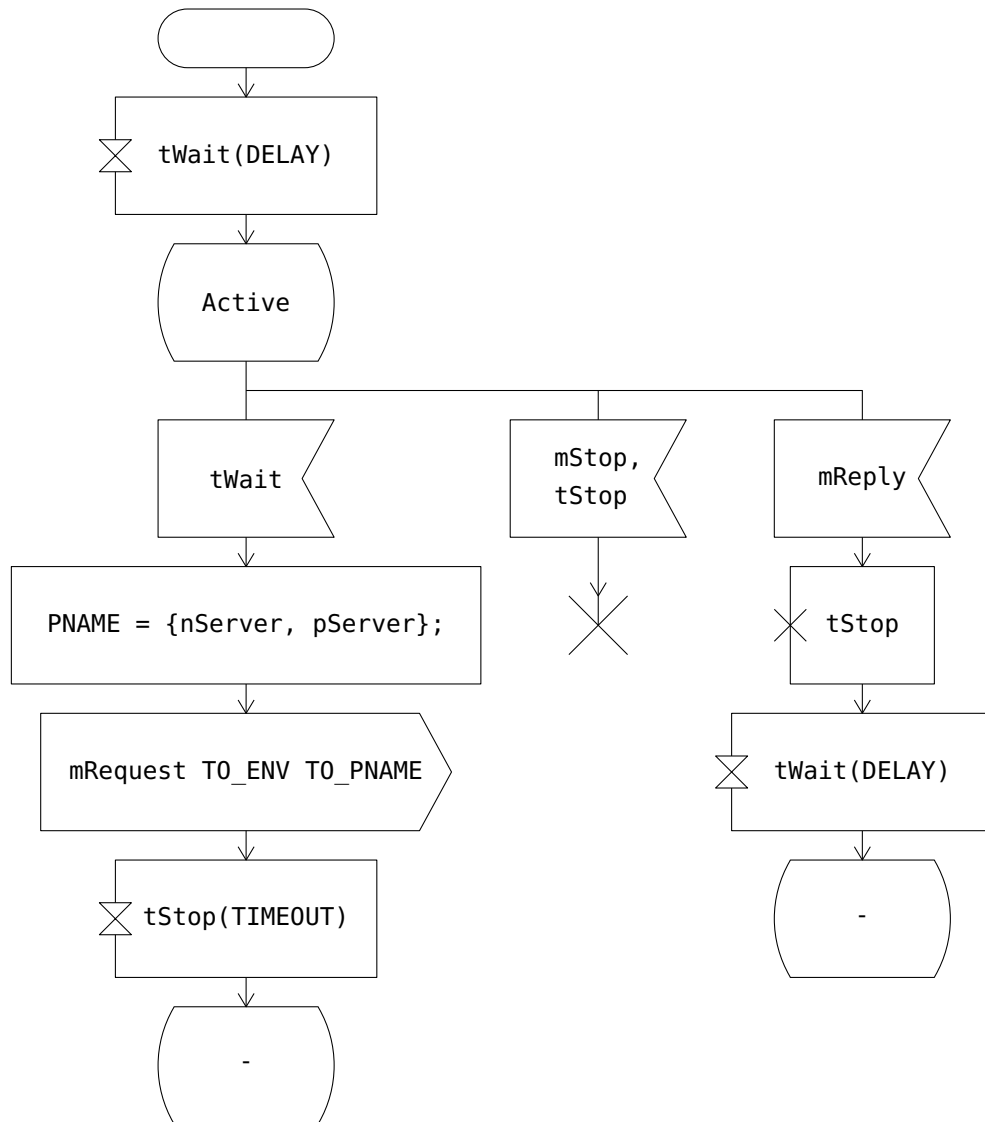 tWait(DELAY)
Active
tWait
mStop,
tStop
mReply
PNAME = {nServer, pServer};
tStop
mRequest TO_ENV TO_PNAME
tWait(DELAY)
tStop(TIMEOUT)
-
-